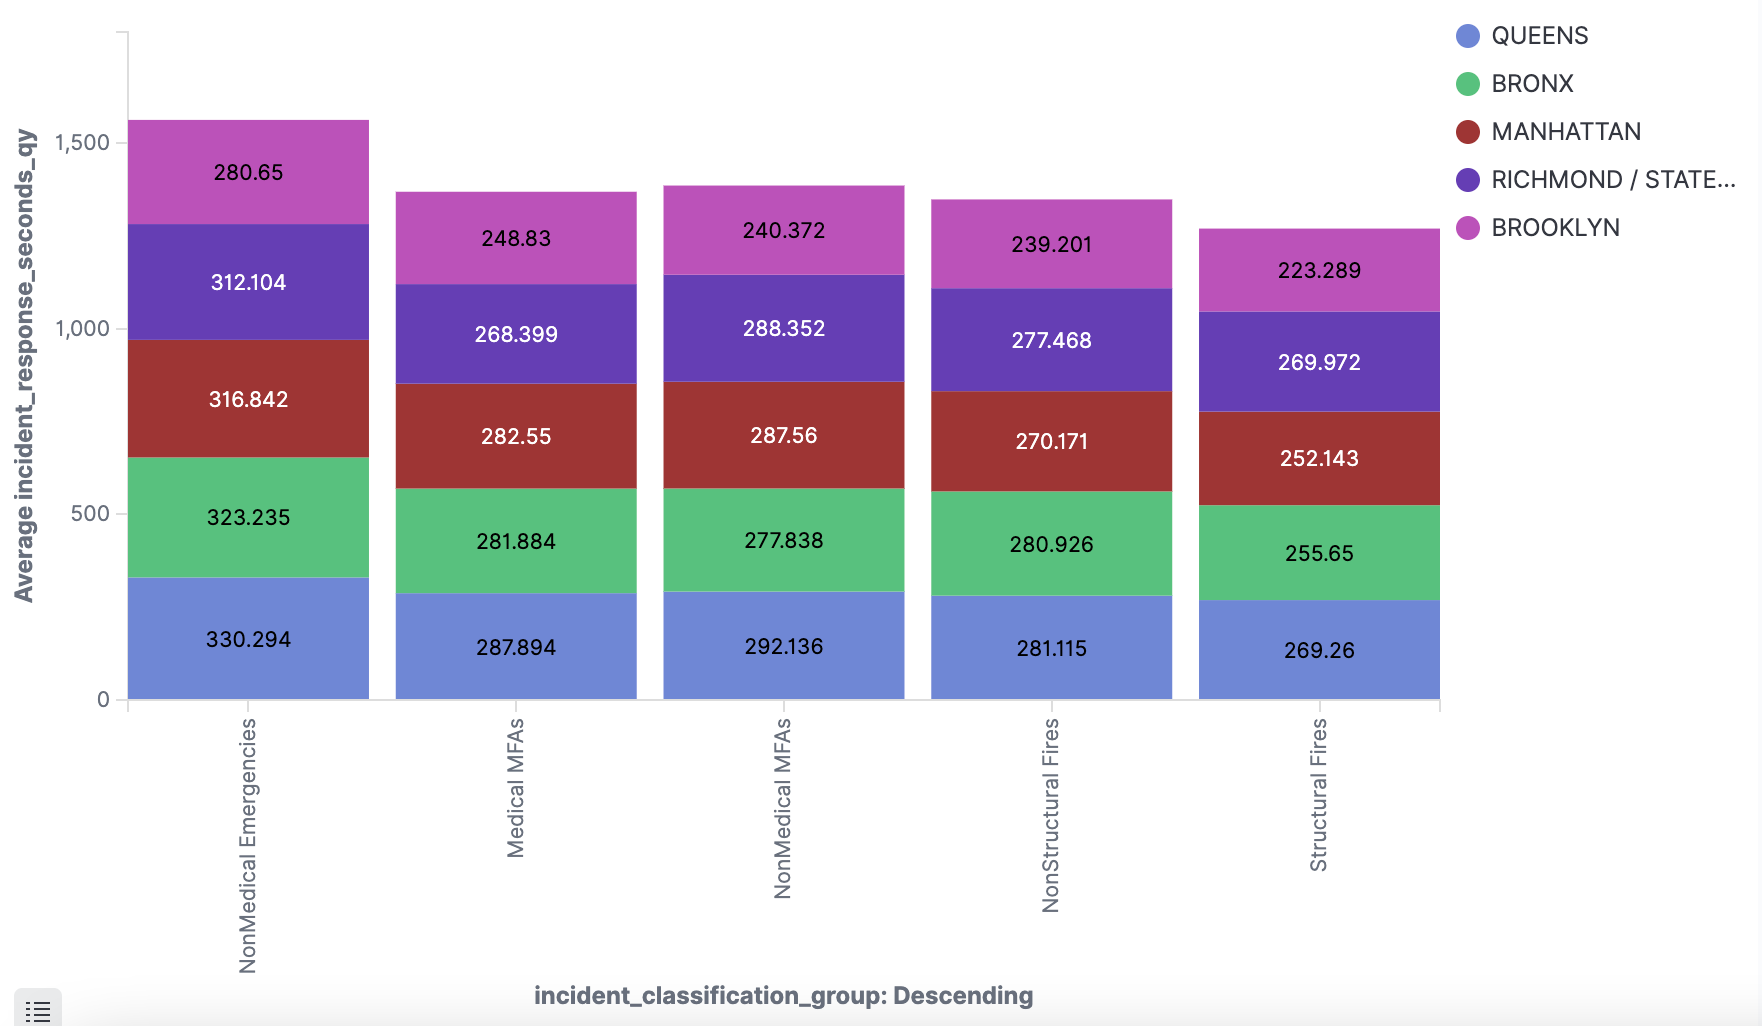 QUEENS
BRONX
MANHATTAN
RICHMOND / STATE...
BROOKLYN
Average incident_response_seconds_qy
1,500
1,000
500
0
280.65
312.104
316.842
323.235
330.294
248.83
268.399
282.55
281.884
287.894
240.372
288.352
287.56
277.838
292.136
239.201
277.468
270.171
280.926
281.115
223.289
269.972
252.143
255.65
269.26
NonMedical Emergencies
Medical MFAs
NonMedical MFAs
NonStructural Fires
Structural Fires
incident_classification_group: Descending